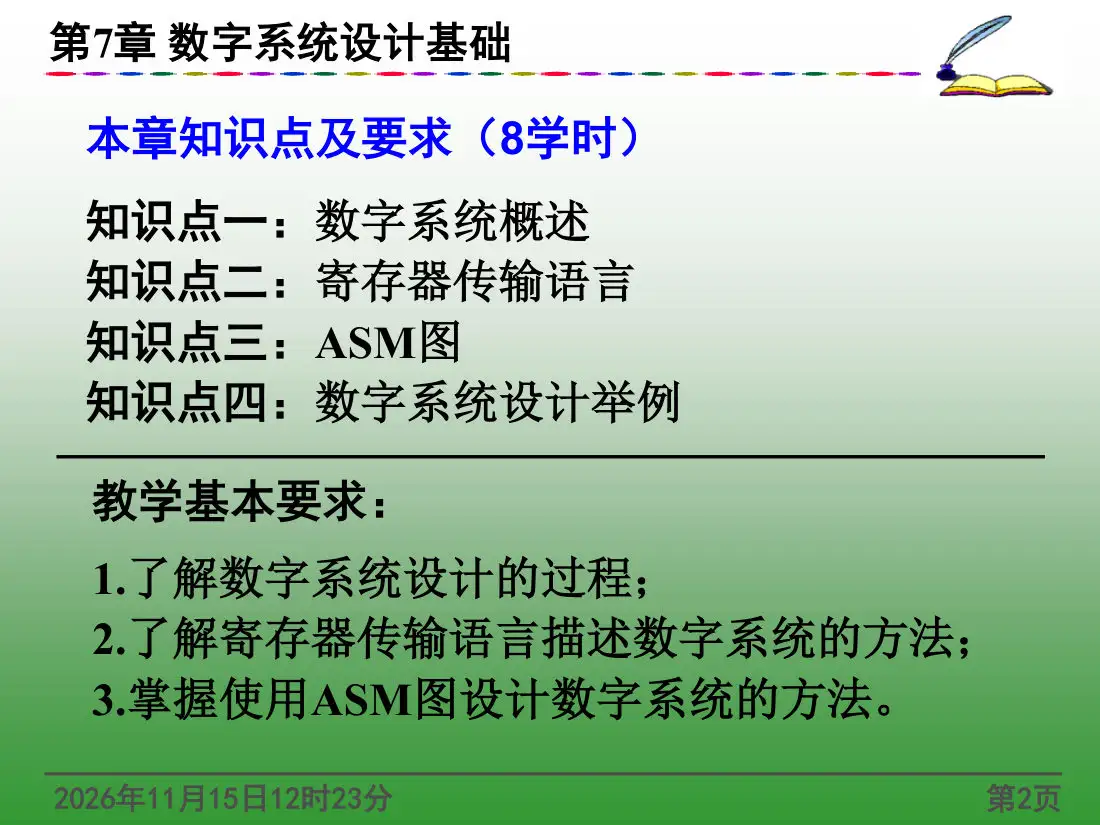 第7章 数字系统设计基础
本章知识点及要求（8学时）
知识点一：数字系统概述
知识点二：寄存器传输语言
知识点三：ASM图
知识点四：数字系统设计举例
教学基本要求：
1.了解数字系统设计的过程；
2.了解寄存器传输语言描述数字系统的方法；
3.掌握使用ASM图设计数字系统的方法。
2026年11月15日12时23分
第2页